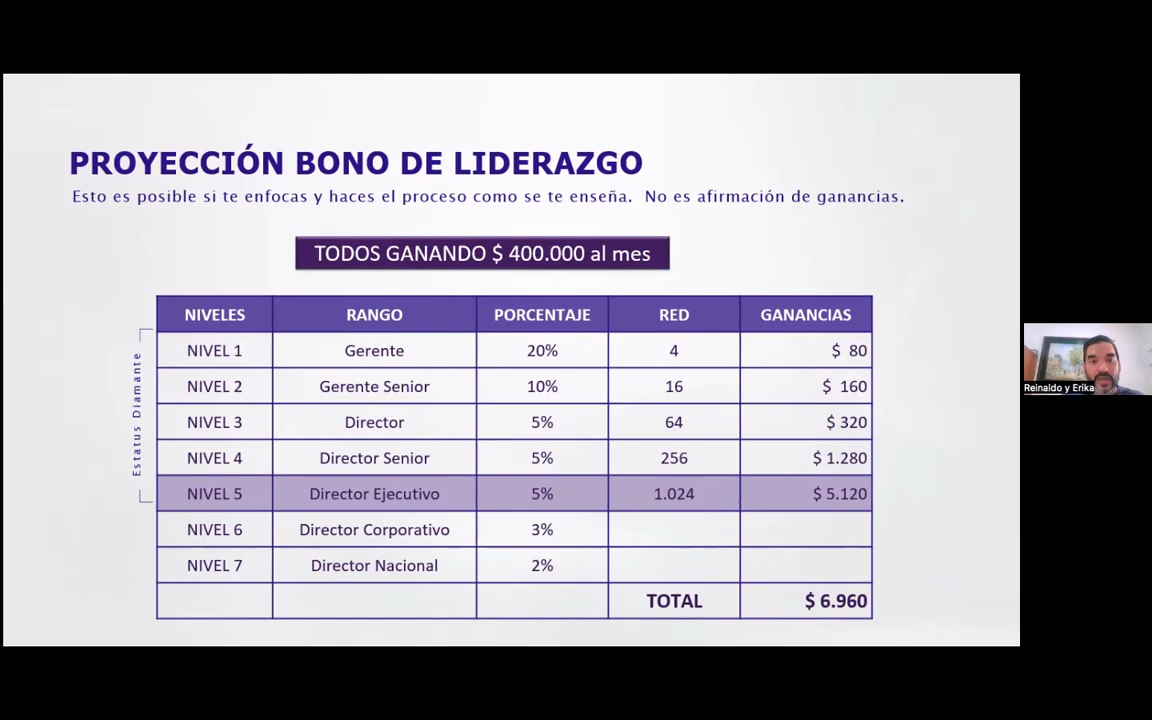 PROYECCIÓN BONO DE LIDERAZGO
Esto es posible si te enfocas y haces el proceso como se te enseña. No es afirmación de ganancias.
TODOS GANANDO $ 400.000 al mes
NIVELES RANGO PORCENTAJE RED GANANCIAS
NIVEL 1 Gerente 20% 4 $ 80
NIVEL 2 Gerente Senior 10% 16 $ 160
NIVEL 3 Director 5% 64 $ 320
NIVEL 4 Director Senior 5% 256 $ 1.280
NIVEL 5 Director Ejecutivo 5% 1.024 $ 5.120
NIVEL 6 Director Corporativo 3%
NIVEL 7 Director Nacional 2%
TOTAL $ 6.960
Estatus Diamante
Reinaldo y Erika